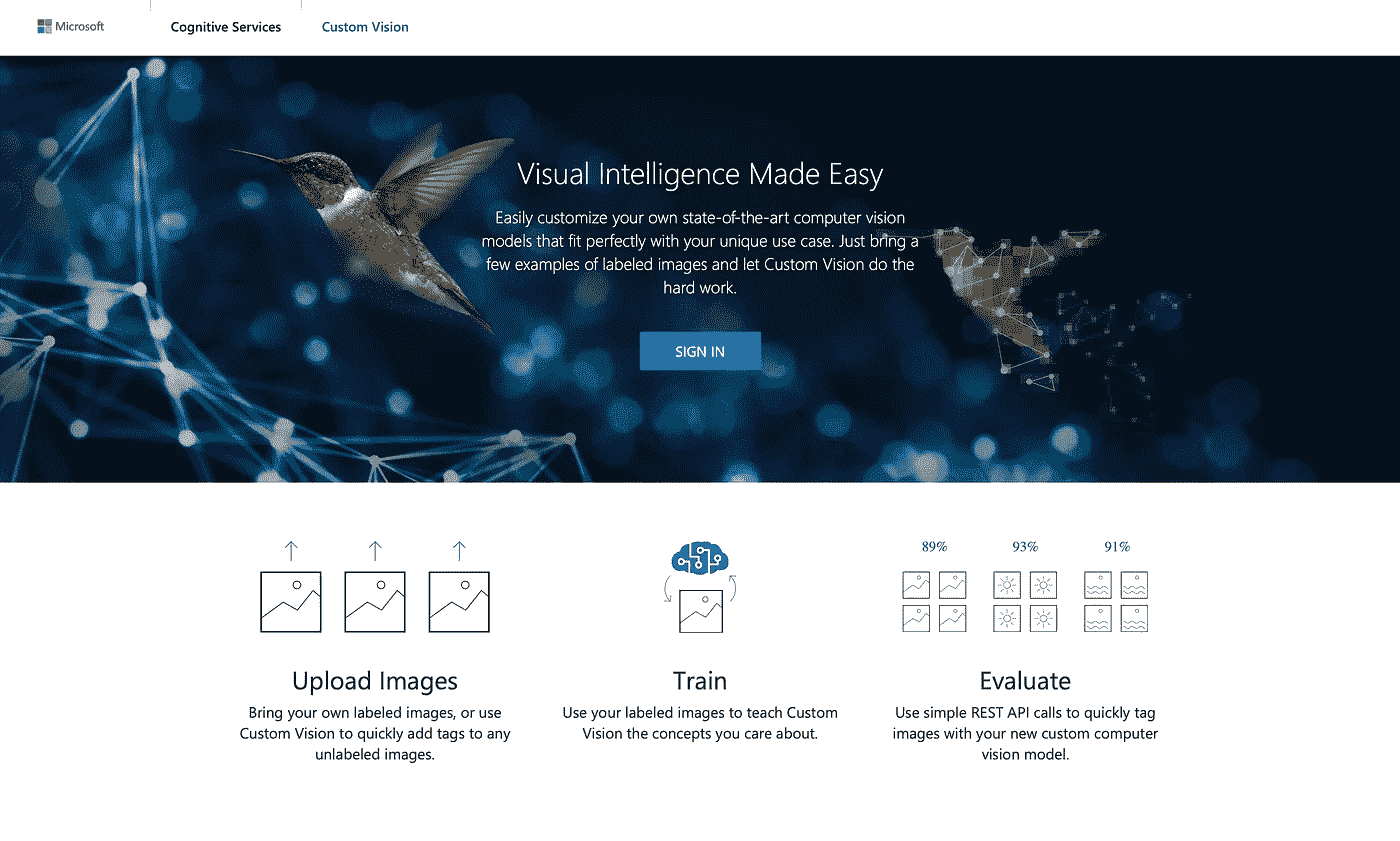 Microsoft
Cognitive Services
Custom Vision
Visual Intelligence Made Easy
Easily customize your own state-of-the-art computer vision
models that fit perfectly with your unique use case. Just bring a
few examples of labeled images and let Custom Vision do the
hard work.
SIGN IN
Upload Images
Bring your own labeled images, or use
Custom Vision to quickly add tags to any
unlabeled images.
Train
Use your labeled images to teach Custom
Vision the concepts you care about.
89%
93%
91%
Evaluate
Use simple REST API calls to quickly tag
images with your new custom computer
vision model.